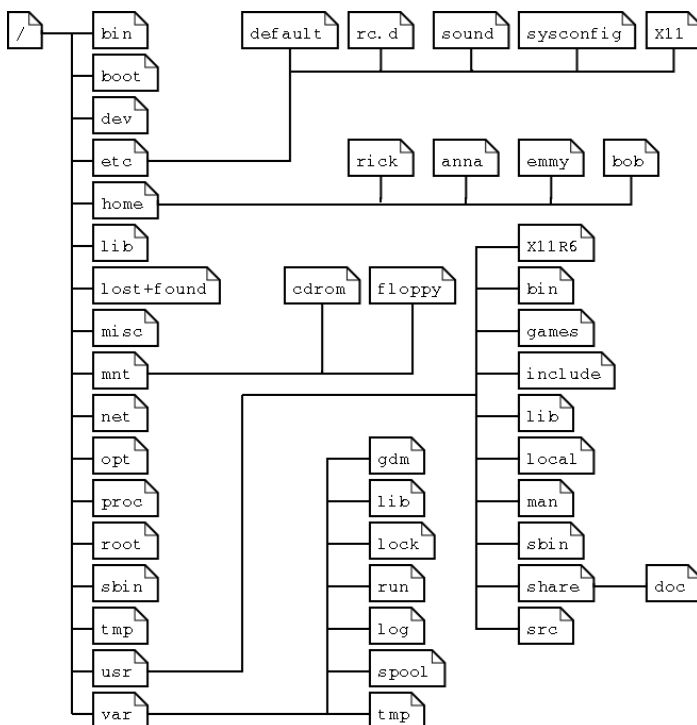 /
bin
default
rc.d
sound
sysconfig
X11
boot
dev
etc
rick
anna
emmy
bob
home
lib
X11R6
lost+found
cdrom
floppy
bin
misc
games
mnt
include
net
lib
opt
gdm
local
proc
lib
man
root
lock
sbin
sbin
run
share
doc
tmp
log
src
usr
spool
var
tmp